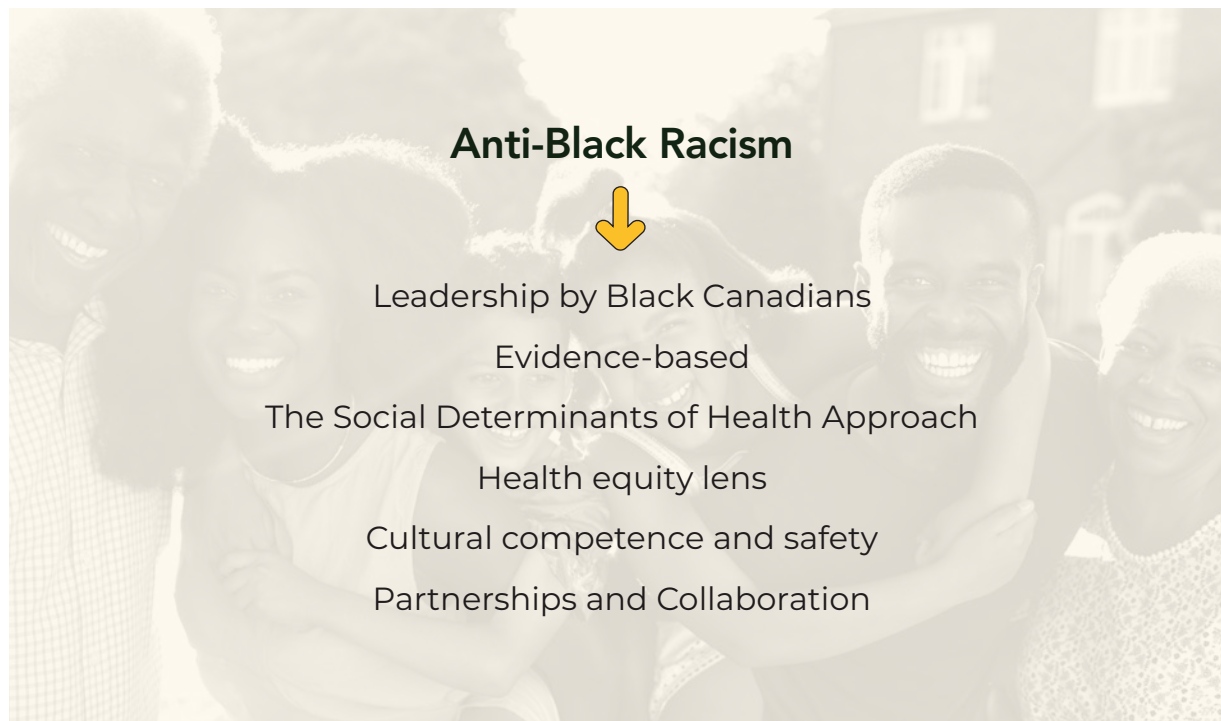 Anti-Black Racism
Leadership by Black Canadians
Evidence-based
The Social Determinants of Health Approach
Health equity lens
Cultural competence and safety
Partnerships and Collaboration